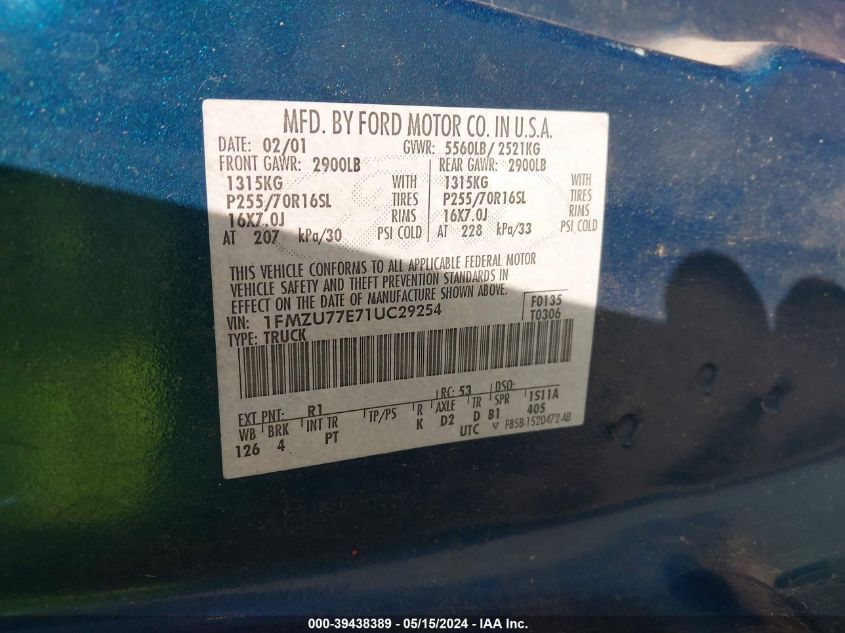 MFD. BY FORD MOTOR CO. IN U.S.A.
DATE: 02/01 GVWR: 5560LB/ 2521KG
FRONT GAWR: 2900LB REAR GAWR: 2900LB
1315KG WITH 1315KG WITH
P255/70R16SL TIRES P255/70R16SL TIRES
16X7.0J RIMS 16X7.0J RIMS
AT 207 kPa/30 PSI COLD AT 228 kPa/33 PSI COLD
THIS VEHICLE CONFORMS TO ALL APPLICABLE FEDERAL MOTOR
VEHICLE SAFETY AND THEFT PREVENTION STANDARDS IN
EFFECT ON THE DATE OF MANUFACTURE SHOWN ABOVE.
VIN: 1FMZU77E71UC29254 F0135
TYPE: TRUCK T0306
EXT PNT: R1 RC: 53 DSO:
WB BRK INT TR TP/PS R AXLE TR SPR 1S11A
126 4 PT K D2 D B1 405
UTC F85B-1520472-AB
000-39438389 - 05/15/2024 - IAA Inc.